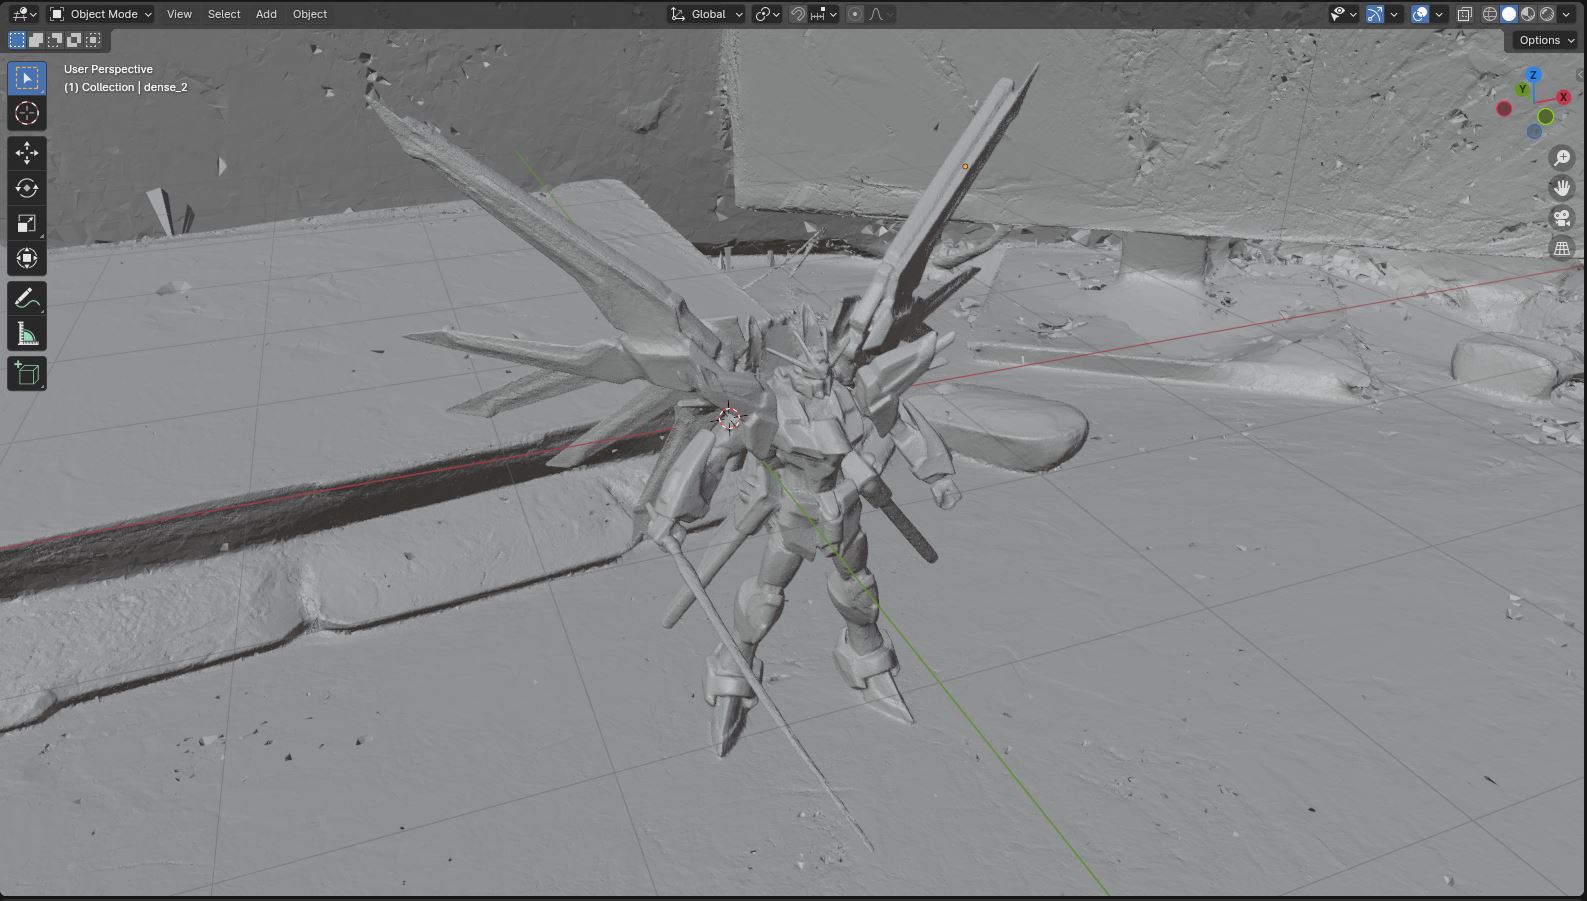 Object Mode View Select Add Object Global
Options
User Perspective
(1) Collection | dense_2
Z
Y
X